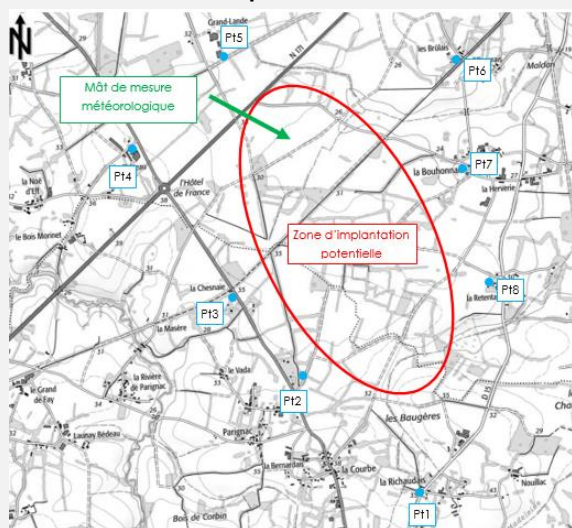 N
Grand-Lande
Pt5
N 171
les Brûlais
Pt6
Maldan
Mât de mesure
météorologique
Pt7
la Bouhonna
la Herverie
Pt4
la Noë
d'Elf
l'Hôtel
de France
le Bois Morinet
Zone d'implantation
potentielle
Pt8
la Retenta
la Chesnaie
Pt3
la Masère
le Vada
la Rivière
de Parignac
le Grand
de Fay
Pt2
Parignac
Launay Bédeau
les Baugères
la Bernardais
la Courbe
la Richaudais
Nouillac
Pt1
Bois de Corbin